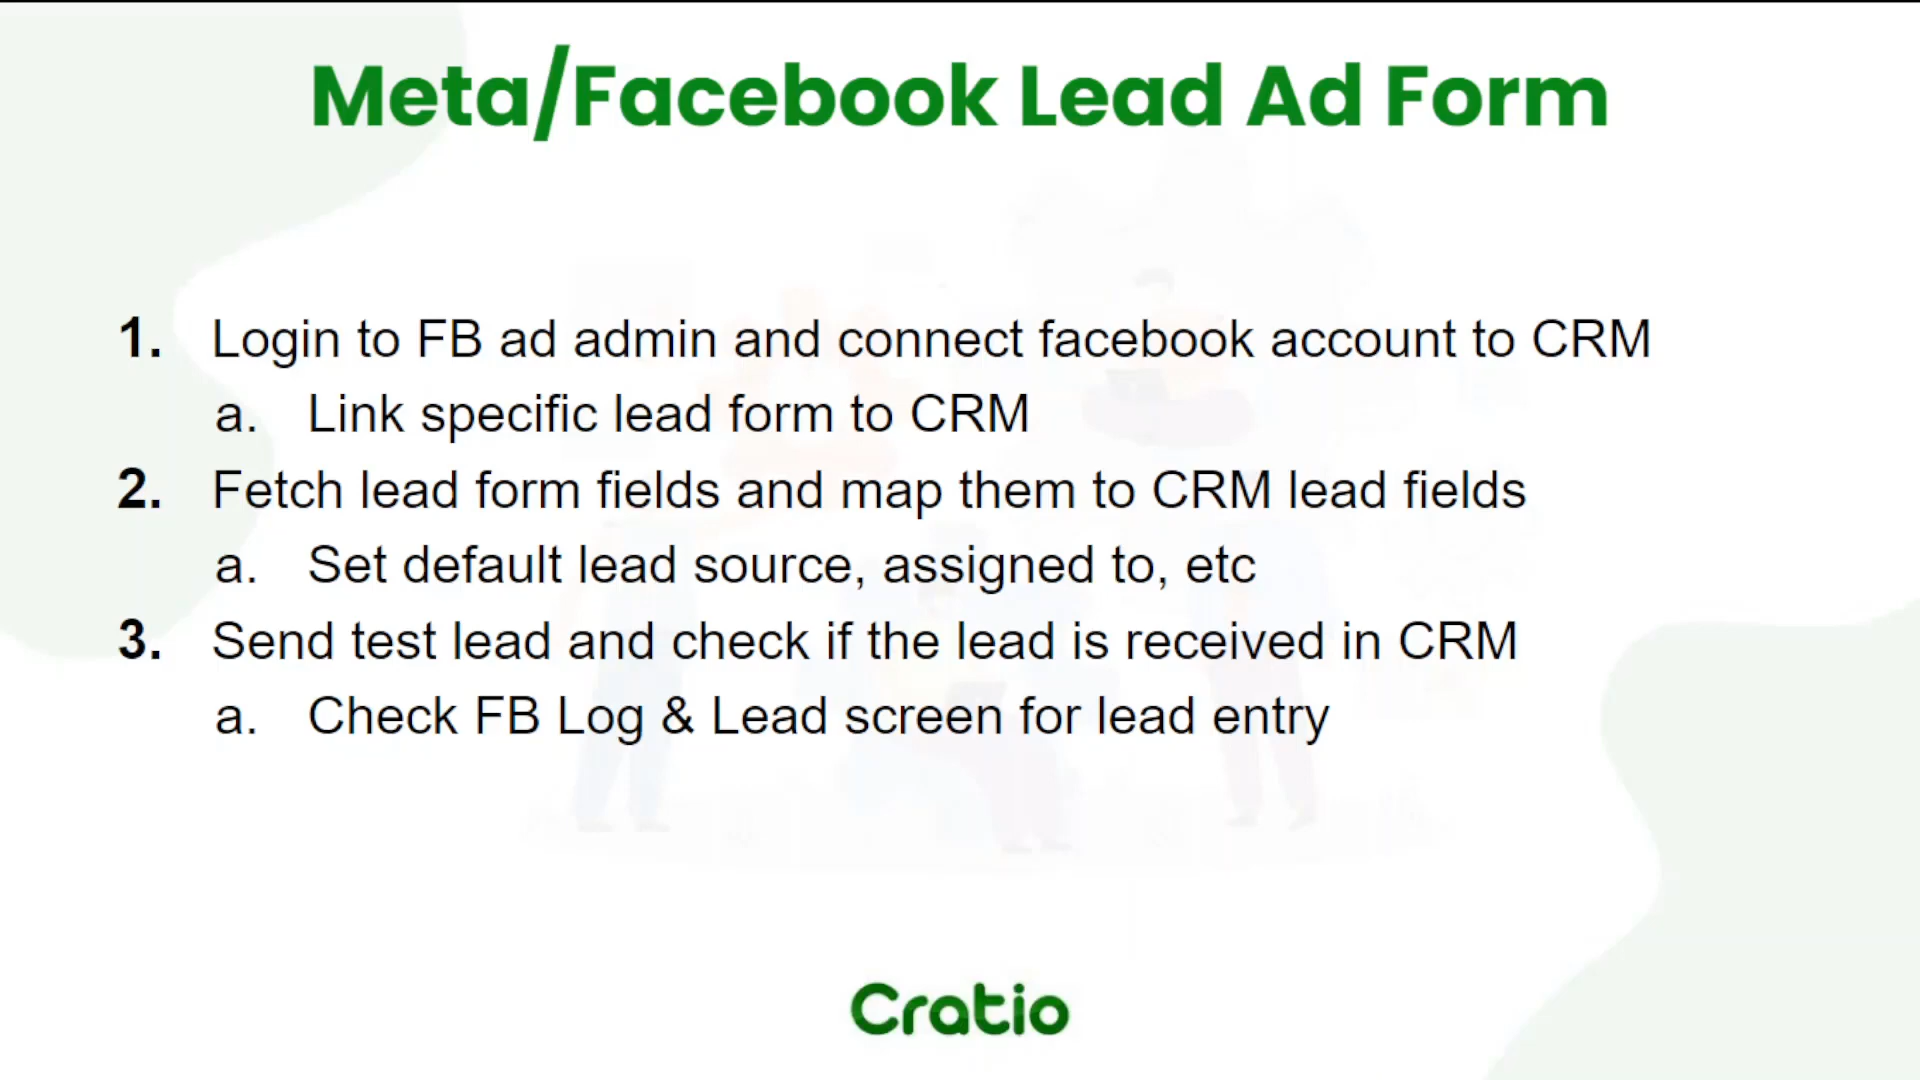 Meta/Facebook Lead Ad Form
1. Login to FB ad admin and connect facebook account to CRM
a. Link specific lead form to CRM
2. Fetch lead form fields and map them to CRM lead fields
a. Set default lead source, assigned to, etc
3. Send test lead and check if the lead is received in CRM
a. Check FB Log & Lead screen for lead entry
Cratio